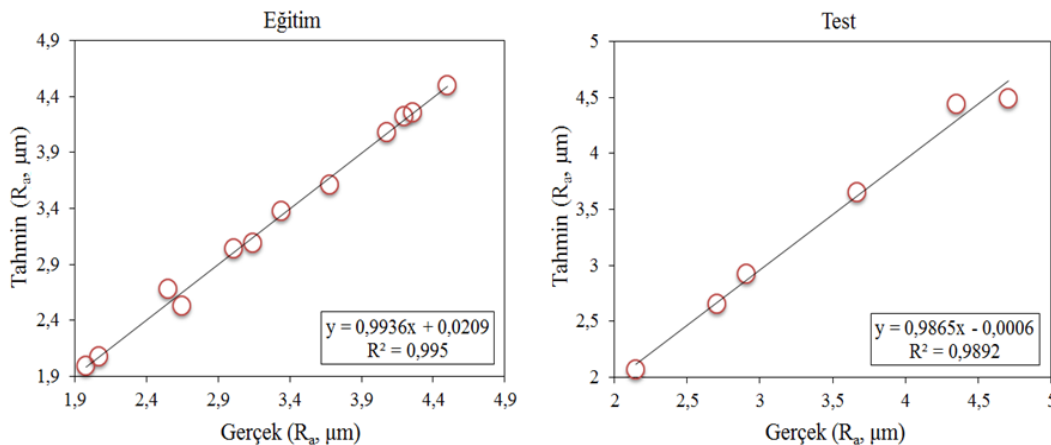 Eğitim
4,9
4,4
3,9
3,4
2,9
2,4
1,9
Tahmin (Ra, µm)
y = 0,9936x + 0,0209
R² = 0,995
1,9 2,4 2,9 3,4 3,9 4,4 4,9
Gerçek (Ra, µm)
Test
5
4,5
4
3,5
3
2,5
2
Tahmin (Ra, µm)
y = 0,9865x - 0,0006
R² = 0,9892
2 2,5 3 3,5 4 4,5 5
Gerçek (Ra, µm)